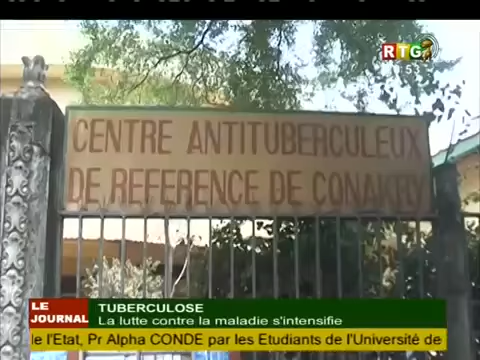 RTG
CENTRE ANTITUBERCULEUX
DE REFERENCE DE CONAKRY
LE
JOURNAL
TUBERCULOSE
La lutte contre la maladie s'intensifie
le l'Etat, Pr Alpha CONDE par les Etudiants de l'Université de